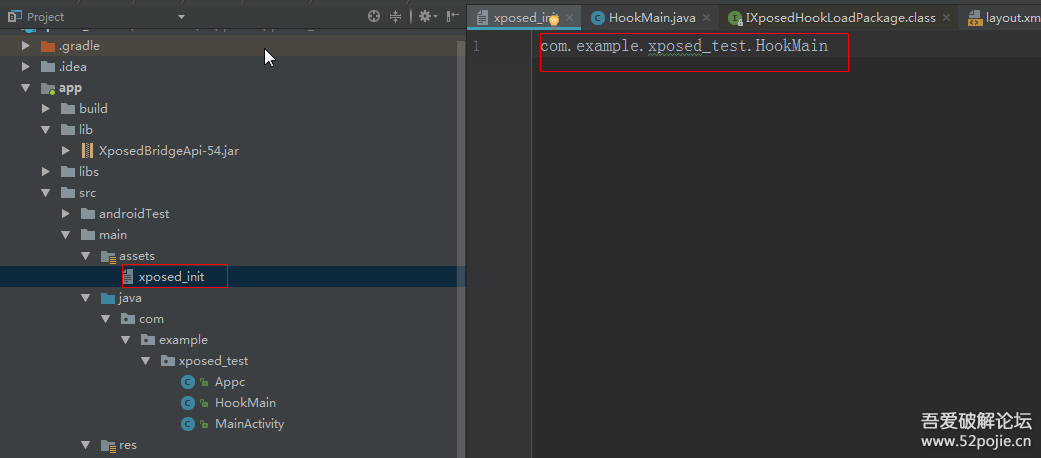 Project
.gradle
.idea
app
build
lib
XposedBridgeApi-54.jar
libs
src
androidTest
main
assets
xposed_init
java
com
example
xposed_test
Appc
HookMain
MainActivity
res
HookMain.java
IXposedHookLoadPackage.class
layout.xm
1
com.example.xposed_test.HookMain
吾爱破解论坛
www.52pojie.cn